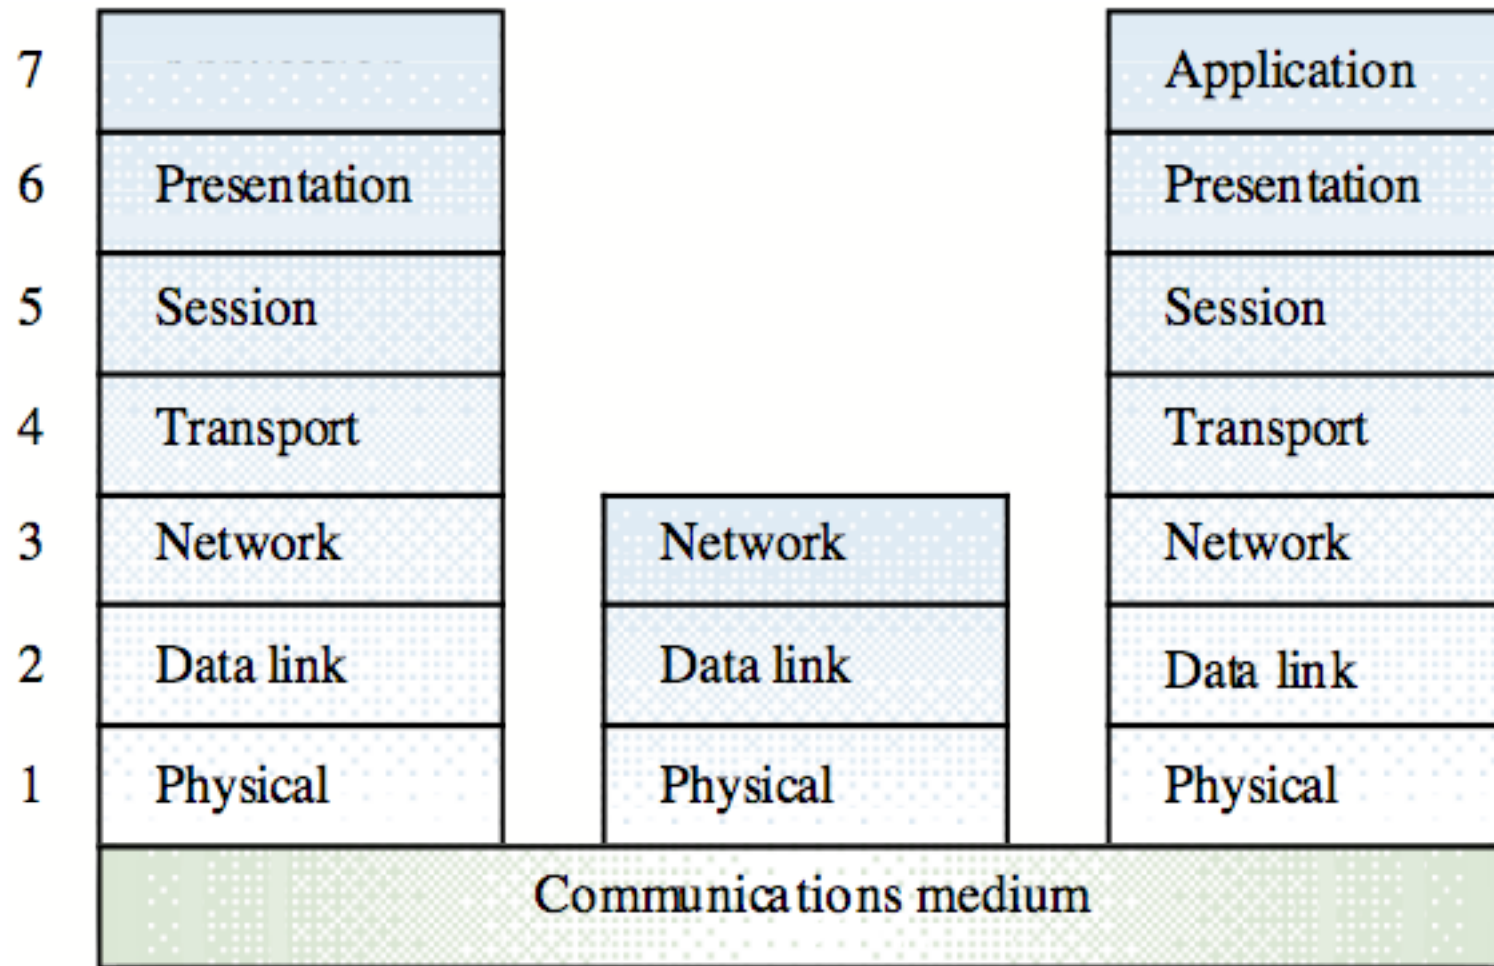 7 Application
6 Presentation Presentation
5 Session Session
4 Transport Transport
3 Network Network Network
2 Data link Data link Data link
1 Physical Physical Physical
Communications medium